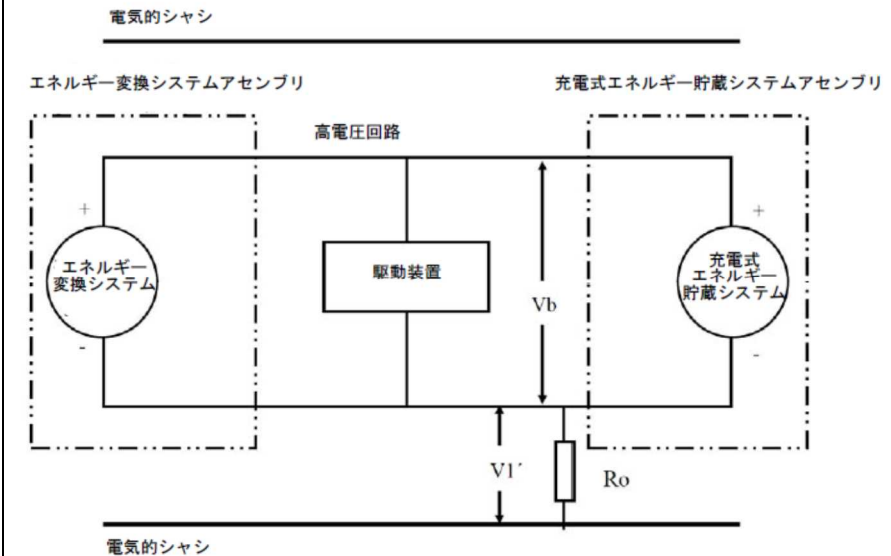 電気的シャシ
エネルギー変換システムアセンブリ
充電式エネルギー貯蔵システムアセンブリ
高電圧回路
+
+
エネルギー
変換システム
駆動装置
充電式
エネルギー
貯蔵システム
Vb
-
-
V1´
Ro
電気的シャシ